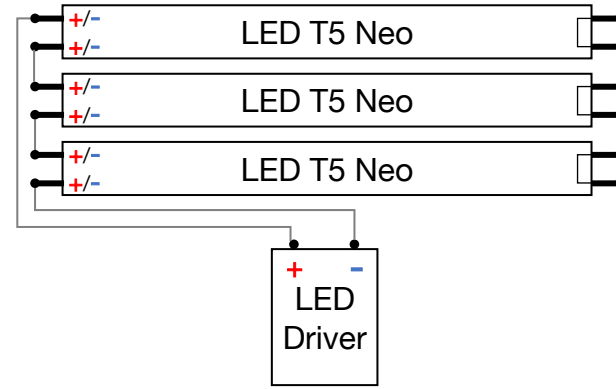 +/-
LED T5 Neo
+/-
+/-
LED T5 Neo
+/-
+/-
LED T5 Neo
+/-
+ -
LED
Driver